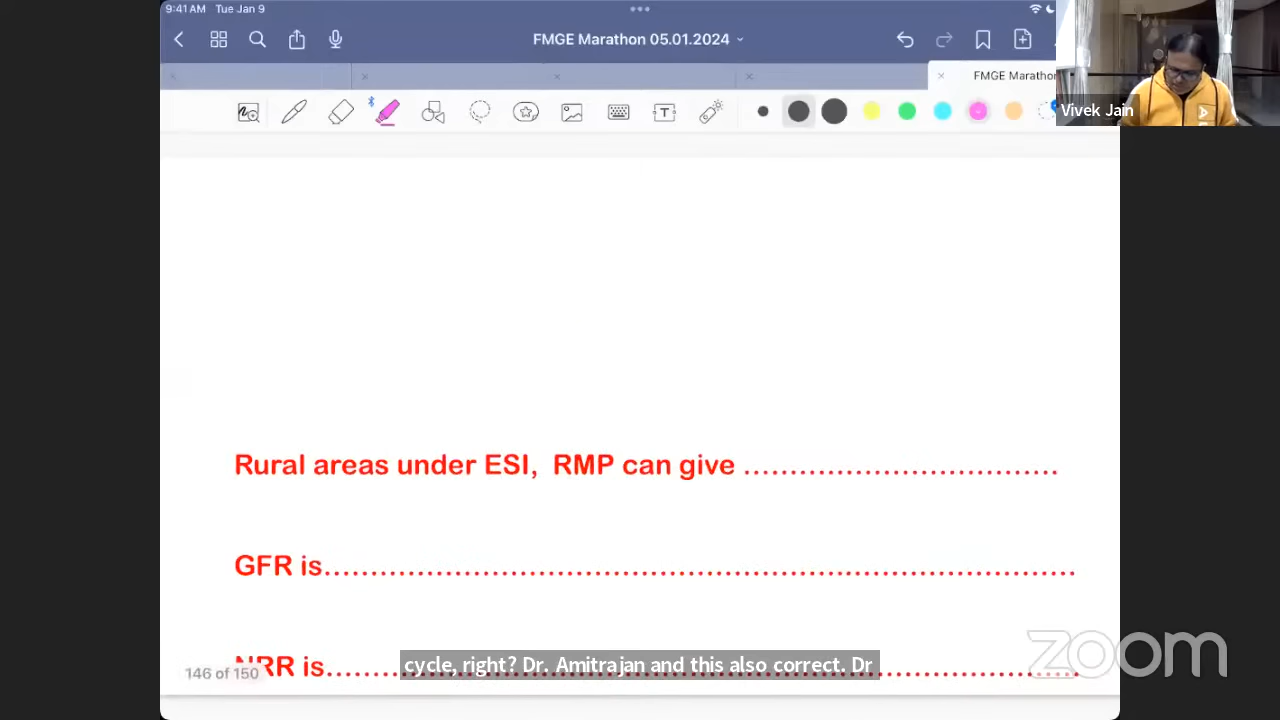 9:41 AM Tue Jan 9
FMGE Marathon 05.01.2024
FMGE Marathon
Vivek Jain
Rural areas under ESI, RMP can give ..................................
GFR is..................................................................................
NRR is..................................................................................
146 of 150
cycle, right? Dr. Amitrajan and this also correct. Dr
zoom